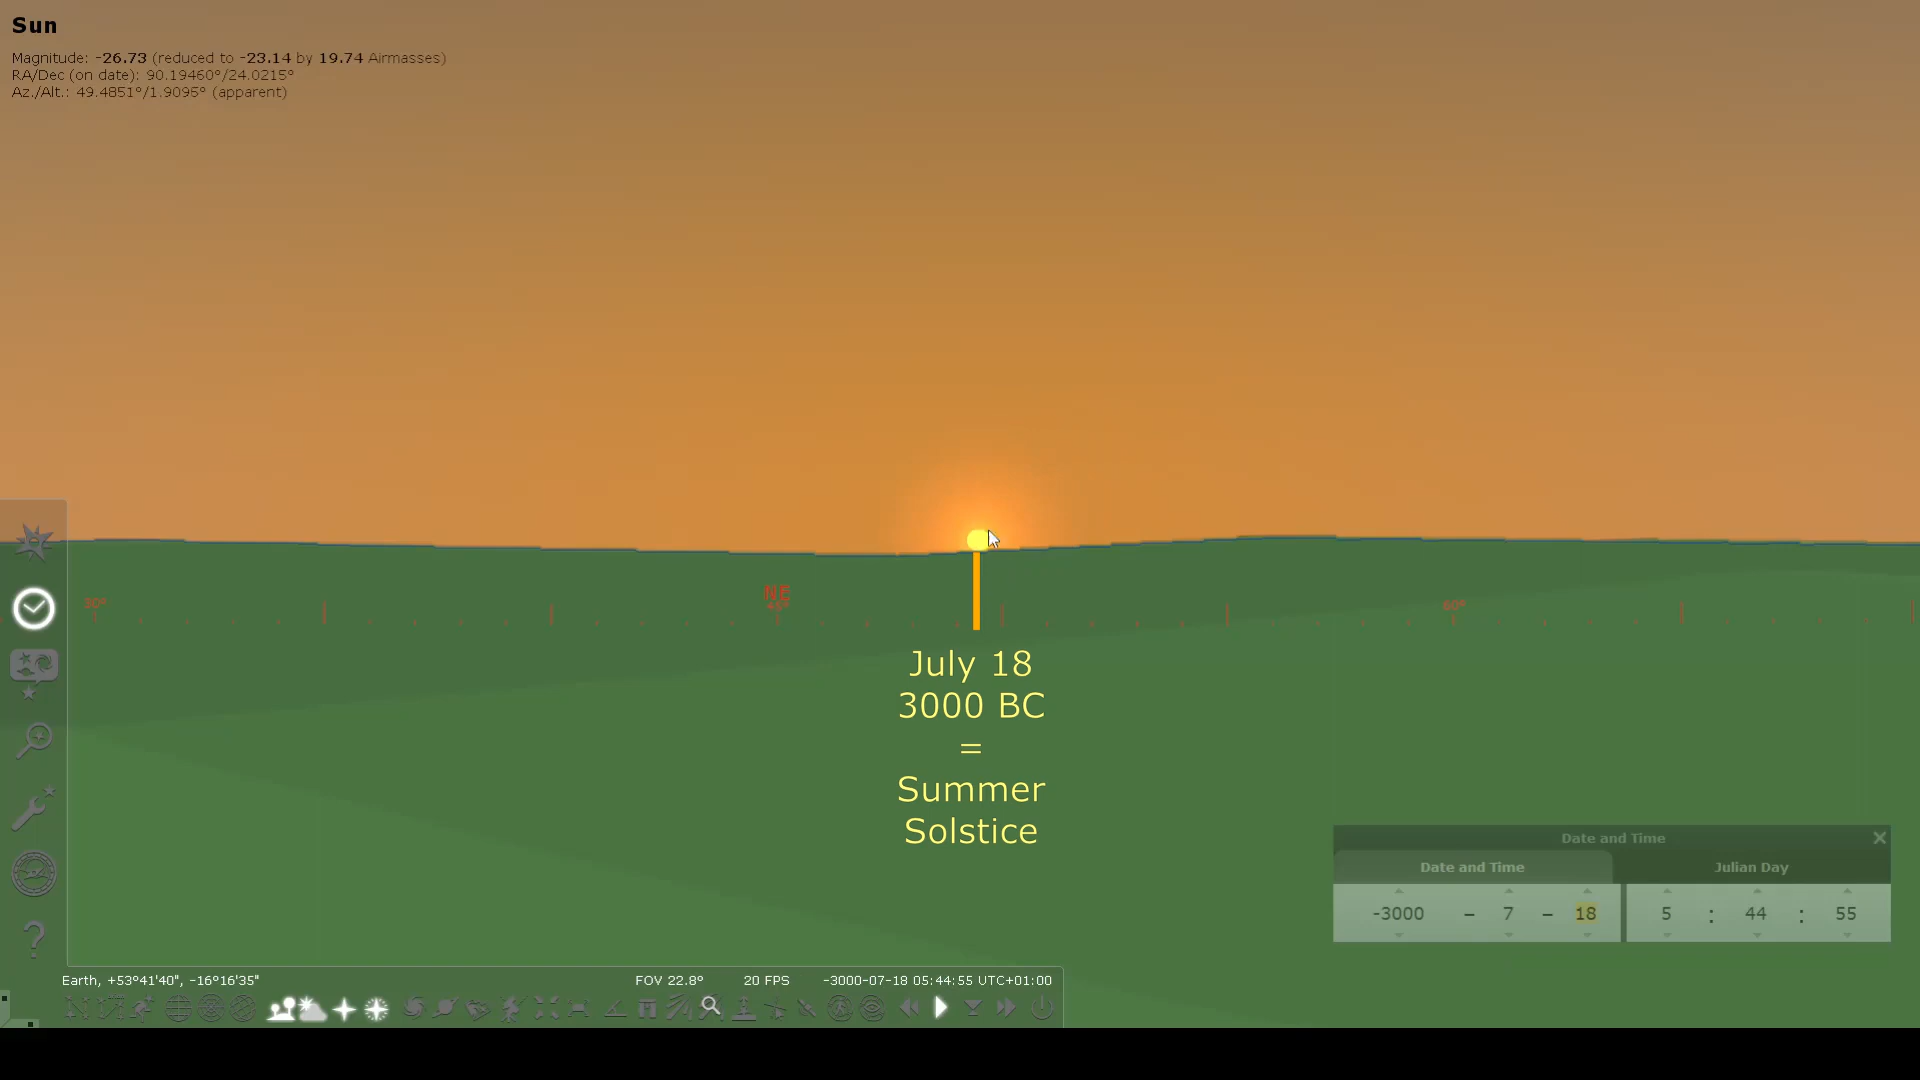 Sun
Magnitude: -26.73 (reduced to -23.14 by 19.74 Airmasses)
RA/Dec (on date): 90.19460°/24.0215°
Az./Alt.: 49.4851°/1.9095° (apparent)
NE
30°
45°
60°
July 18
3000 BC
=
Summer
Solstice
Date and Time
Date and Time
Julian Day
-3000 – 7 – 18
5 : 44 : 55
Earth, +53°41'40", -16°16'35"
FOV 22.8°
20 FPS
-3000-07-18 05:44:55 UTC+01:00